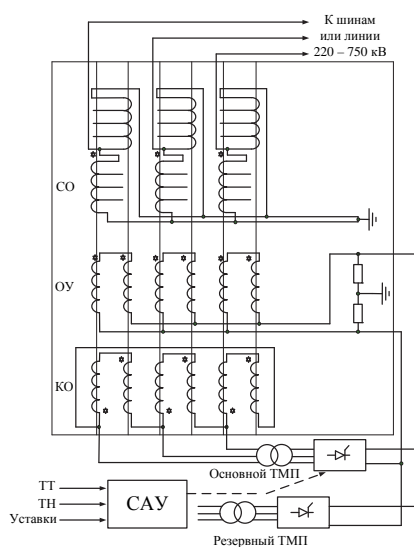 К шинам
или линии
220 – 750 кВ
СО
ОУ
КО
Основной ТМП
ТТ
ТН
Уставки
САУ
Резервный ТМП